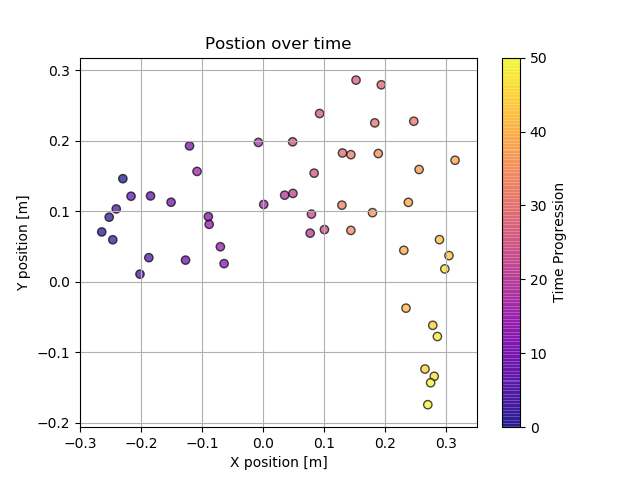 Postion over time
0.3
0.2
0.1
0.0
−0.1
−0.2
−0.3 −0.2 −0.1 0.0 0.1 0.2 0.3
X position [m]
Y position [m]
50
40
30
20
10
0
Time Progression